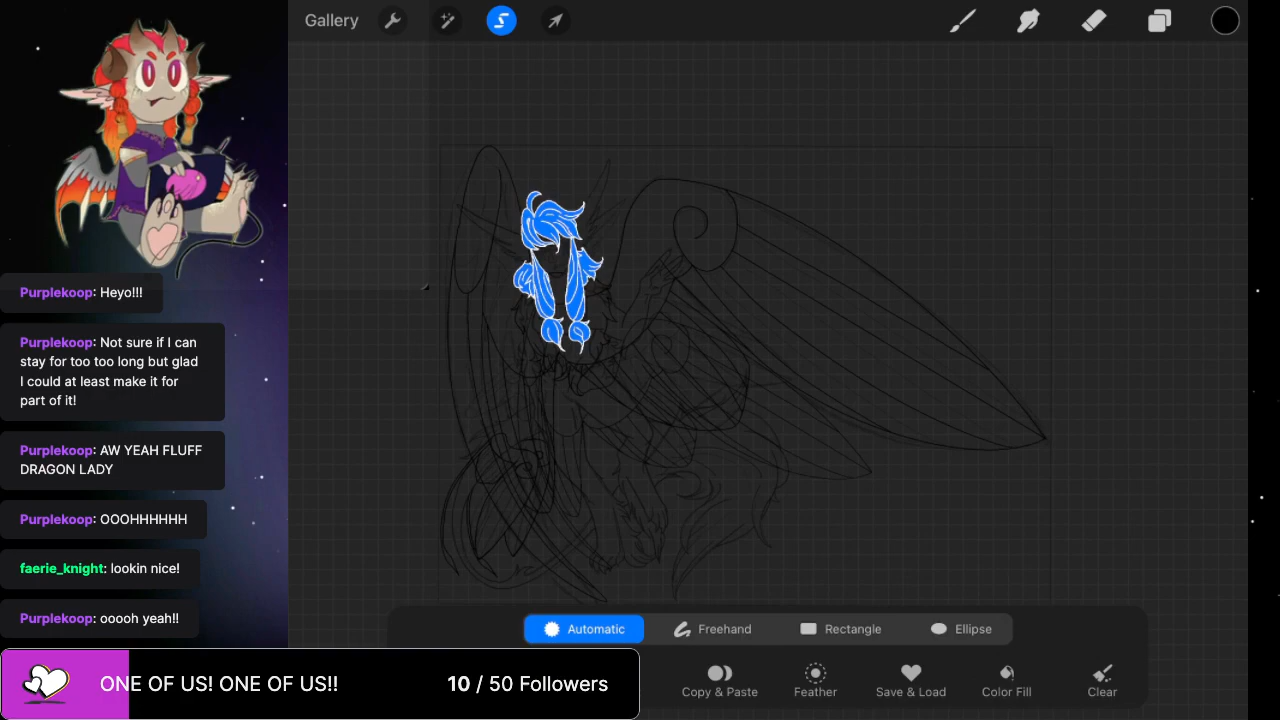 Gallery
Purplekoop: Heyo!!!
Purplekoop: Not sure if I can
stay for too too long but glad
I could at least make it for
part of it!
Purplekoop: AW YEAH FLUFF
DRAGON LADY
Purplekoop: OOOHHHHHH
faerie_knight: lookin nice!
Purplekoop: ooooh yeah!!
ONE OF US! ONE OF US!!
10 / 50 Followers
Automatic
Freehand
Rectangle
Ellipse
Copy & Paste
Feather
Save & Load
Color Fill
Clear